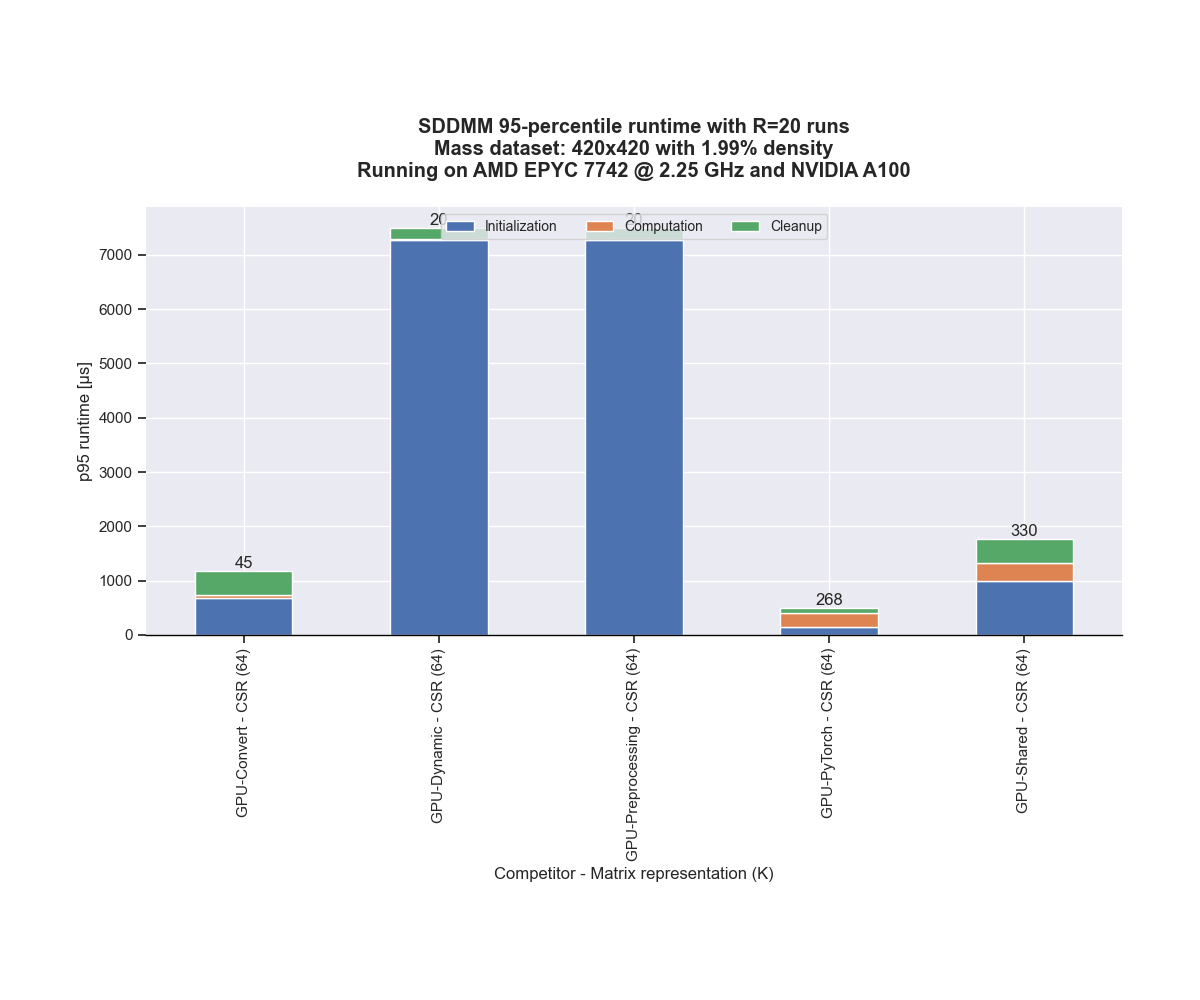 SDDMM 95-percentile runtime with R=20 runs
Mass dataset: 420x420 with 1.99% density
Running on AMD EPYC 7742 @ 2.25 GHz and NVIDIA A100
20
20
Initialization
Computation
Cleanup
p95 runtime [µs]
7000
6000
5000
4000
3000
2000
1000
0
45
268
330
GPU-Convert - CSR (64)
GPU-Dynamic - CSR (64)
GPU-Preprocessing - CSR (64)
GPU-PyTorch - CSR (64)
GPU-Shared - CSR (64)
Competitor - Matrix representation (K)